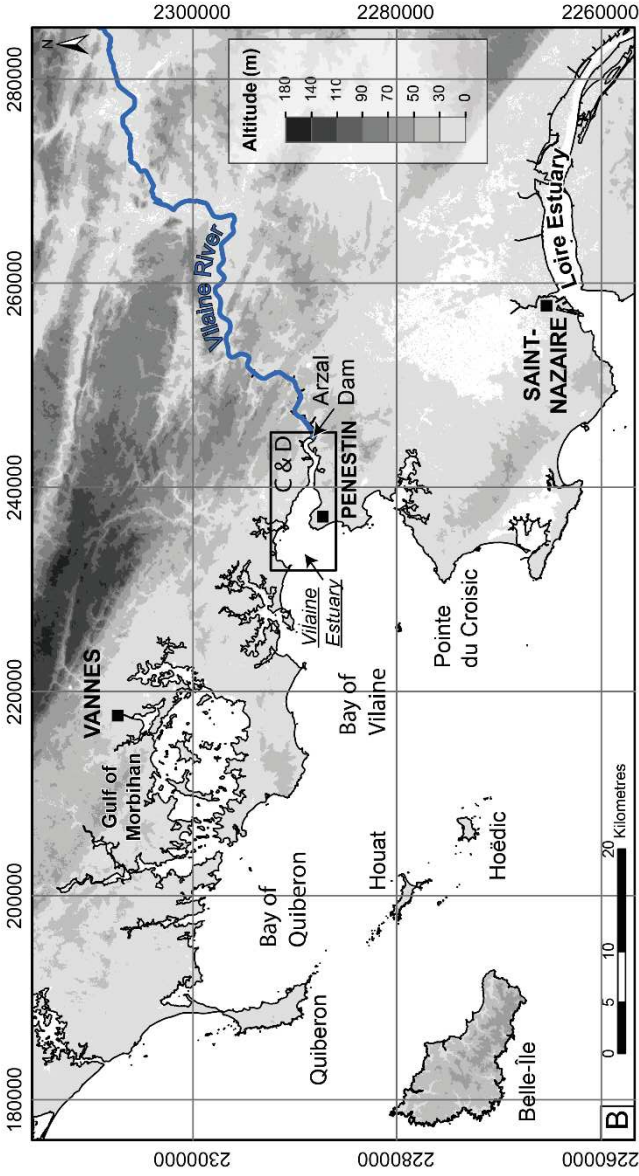 180000 200000 220000 240000 260000 280000
2300000
2280000
2260000
2300000
2280000
2260000
N
VANNES
Gulf of
Morbihan
Vilaine River
C & D
Arzal
Dam
PENESTIN
Vilaine
Estuary
Bay of
Quiberon
Quiberon
Bay of
Vilaine
Houat
Hoëdic
Belle-Île
Pointe
du Croisic
SAINT-
NAZAIRE
Loire Estuary
Altitude (m)
180
140
110
90
70
50
30
0
B
0 5 10 20
Kilometres